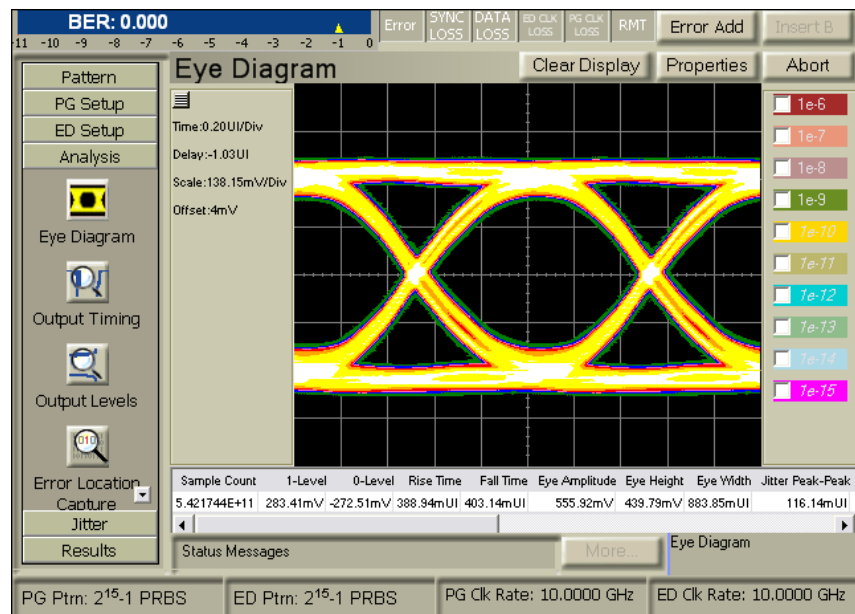 BER: 0.000
-11 -10 -9 -8 -7 -6 -5 -4 -3 -2 -1 0
Error
SYNC LOSS
DATA LOSS
ED CLK LOSS
PG CLK LOSS
RMT
Error Add
Insert B
Pattern
PG Setup
ED Setup
Analysis
Eye Diagram
Output Timing
Output Levels
Error Location
Capture
Jitter
Results
Eye Diagram
Clear Display
Properties
Abort
Time:0.20UI/Div
Delay:-1.03UI
Scale:138.15mV/Div
Offset:4mV
1e-6
1e-7
1e-8
1e-9
1e-10
1e-11
1e-12
1e-13
1e-14
1e-15
Sample Count 1-Level 0-Level Rise Time Fall Time Eye Amplitude Eye Height Eye Width Jitter Peak-Peak
5.421744E+11 283.41mV -272.51mV 388.94mUI 403.14mUI 555.92mV 439.79mV 883.85mUI 116.14mUI
Status Messages
More...
Eye Diagram
PG Ptrn: 2¹⁵-1 PRBS
ED Ptrn: 2¹⁵-1 PRBS
PG Clk Rate: 10.0000 GHz
ED Clk Rate: 10.0000 GHz